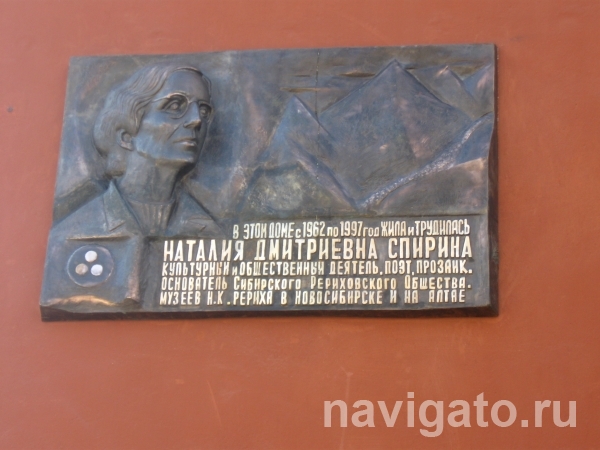 В ЭТОМ ДОМЕ с 1962 по 1997 год ЖИЛА и ТРУДИЛАСЬ
НАТАЛИЯ ДМИТРИЕВНА СПИРИНА
КУЛЬТУРНЫЙ и ОБЩЕСТВЕННЫЙ ДЕЯТЕЛЬ. ПОЭТ, ПРОЗАИК.
ОСНОВАТЕЛЬ СИБИРСКОГО РЕРИХОВСКОГО ОБЩЕСТВА.
МУЗЕЕВ Н.К. РЕРИХА В НОВОСИБИРСКЕ И НА АЛТАЕ
navigato.ru